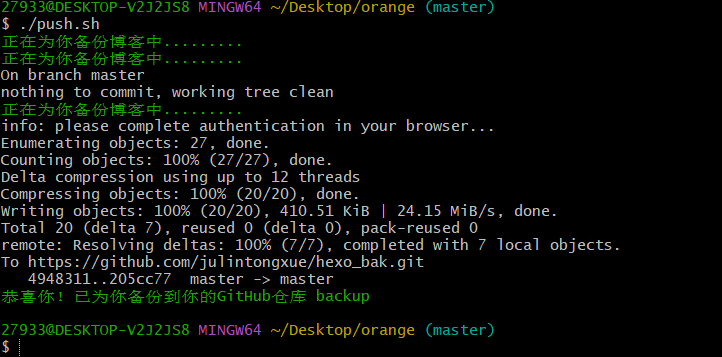 27933@DESKTOP-V2J2JS8 MINGW64 ~/Desktop/orange (master)
$ ./push.sh
正在为你备份博客中.........
正在为你备份博客中.........
On branch master
nothing to commit, working tree clean
正在为你备份博客中.........
info: please complete authentication in your browser...
Enumerating objects: 27, done.
Counting objects: 100% (27/27), done.
Delta compression using up to 12 threads
Compressing objects: 100% (20/20), done.
Writing objects: 100% (20/20), 410.51 KiB | 24.15 MiB/s, done.
Total 20 (delta 7), reused 0 (delta 0), pack-reused 0
remote: Resolving deltas: 100% (7/7), completed with 7 local objects.
To https://github.com/julintongxue/hexo_bak.git
   4948311..205cc77  master -> master
恭喜你! 已为你备份到你的GitHub仓库 backup
27933@DESKTOP-V2J2JS8 MINGW64 ~/Desktop/orange (master)
$